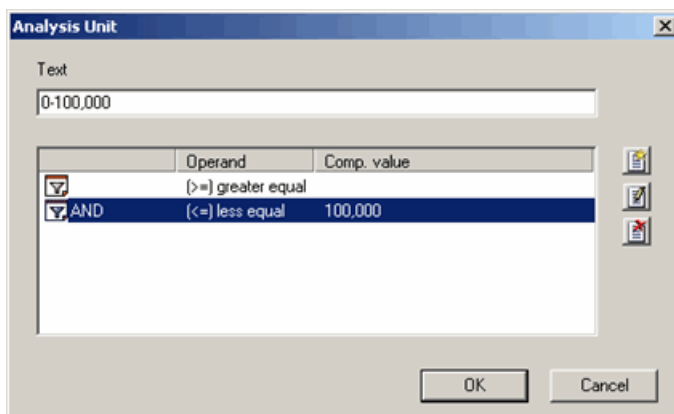 Analysis Unit
Text
0-100,000
Operand Comp. value
(>=) greater equal
AND (<=) less equal 100,000
OK Cancel